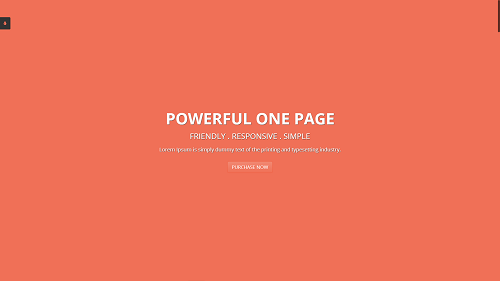 POWERFUL ONE PAGE
FRIENDLY . RESPONSIVE . SIMPLE
Lorem Ipsum is simply dummy text of the printing and typesetting industry.
PURCHASE NOW